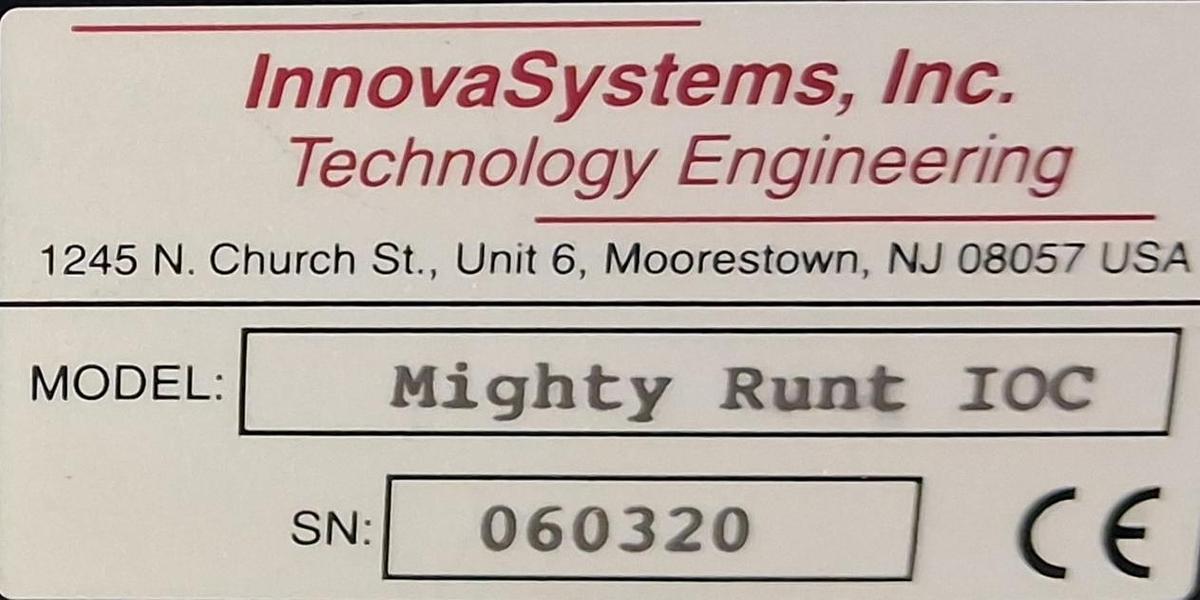 InnovaSystems, Inc.
Technology Engineering
1245 N. Church St., Unit 6, Moorestown, NJ 08057 USA
MODEL: Mighty Runt IOC
SN: 060320 CE